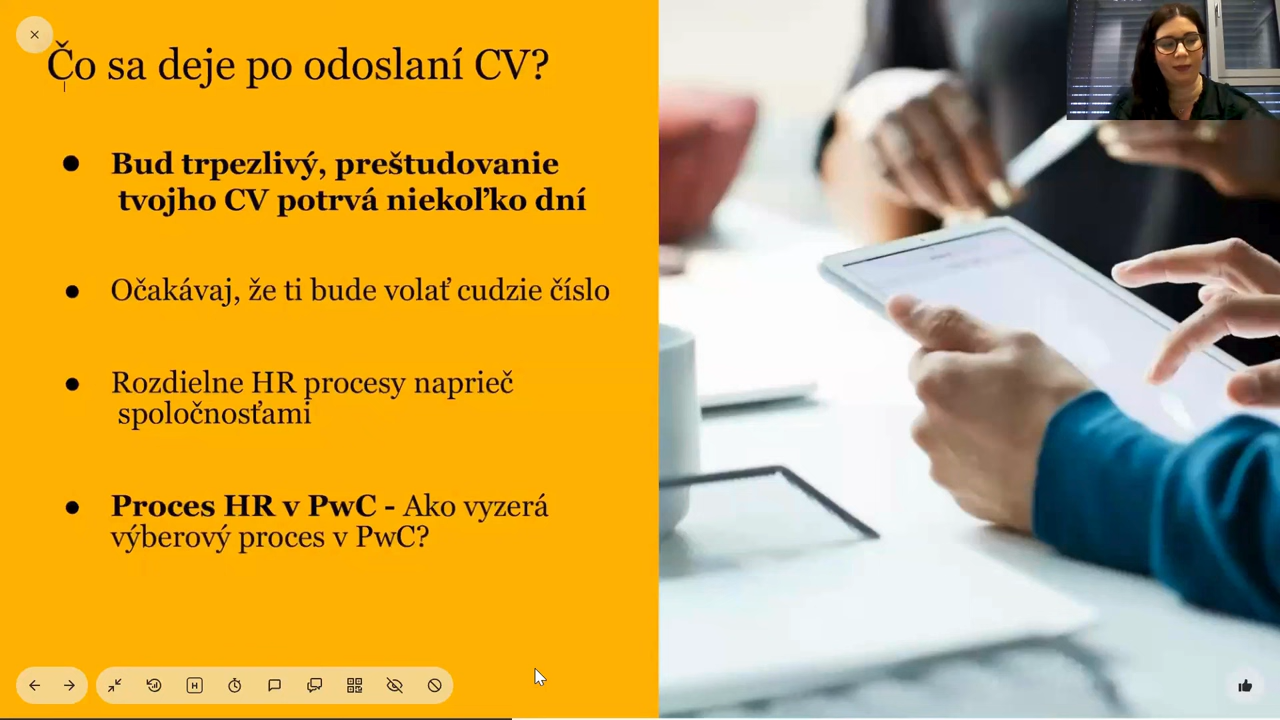 Čo sa deje po odoslaní CV?
● Bud trpezlivý, preštudovanie
tvojho CV potrvá niekoľko dní
● Očakávaj, že ti bude volať cudzie číslo
● Rozdielne HR procesy naprieč
spoločnosťami
● Proces HR v PwC - Ako vyzerá
výberový proces v PwC?